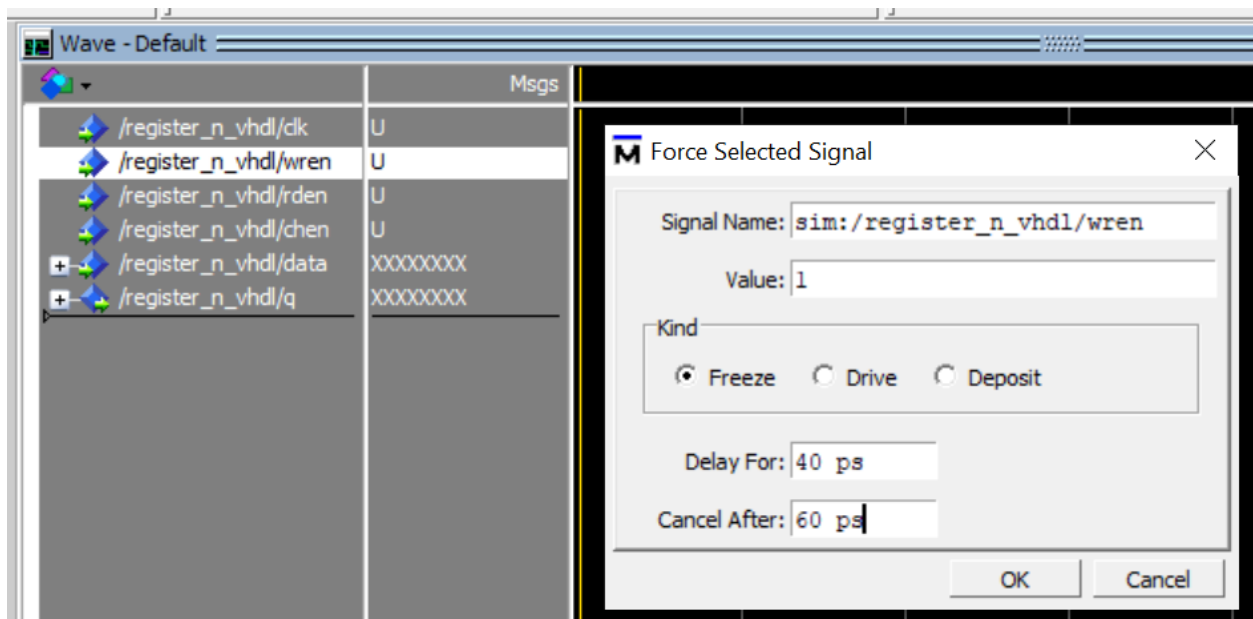 Wave - Default
Msgs
/register_n_vhdl/clk U
/register_n_vhdl/wren U
/register_n_vhdl/rden U
/register_n_vhdl/chen U
/register_n_vhdl/data XXXXXXXX
/register_n_vhdl/q XXXXXXXX
M Force Selected Signal
Signal Name: sim:/register_n_vhdl/wren
Value: 1
Kind
Freeze Drive Deposit
Delay For: 40 ps
Cancel After: 60 ps
OK Cancel